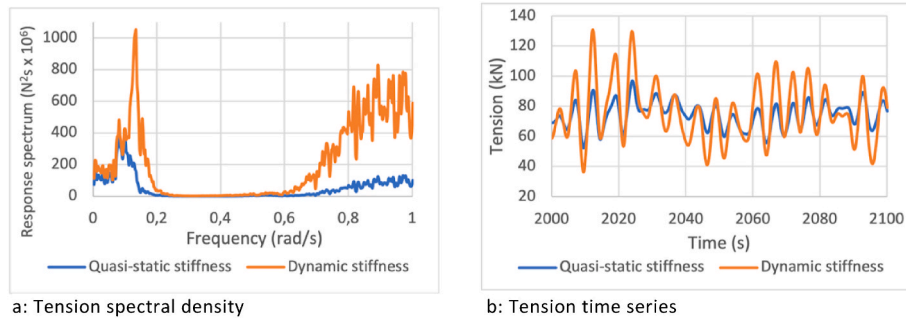 Response spectrum (N²s x 10⁶)
1000
800
600
400
200
0
0 0,2 0,4 0,6 0,8 1
Frequency (rad/s)
Quasi-static stiffness Dynamic stiffness
a: Tension spectral density
Tension (kN)
140
120
100
80
60
40
20
2000 2020 2040 2060 2080 2100
Time (s)
Quasi-static stiffness Dynamic stiffness
b: Tension time series